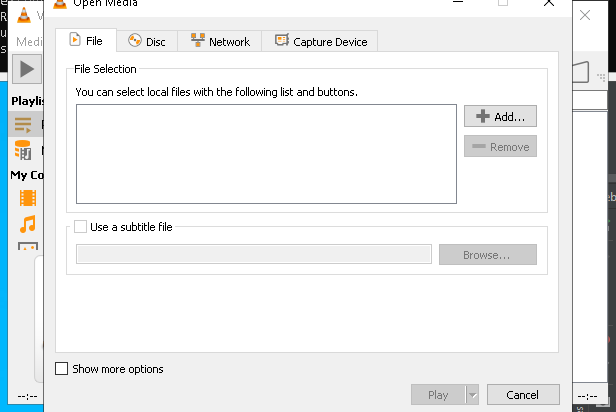 Open Media
File
Disc
Network
Capture Device
File Selection
You can select local files with the following list and buttons.
Add...
Remove
Use a subtitle file
Browse...
Show more options
Play
Cancel
Medi
Playlis
My Co
--:--
--:--